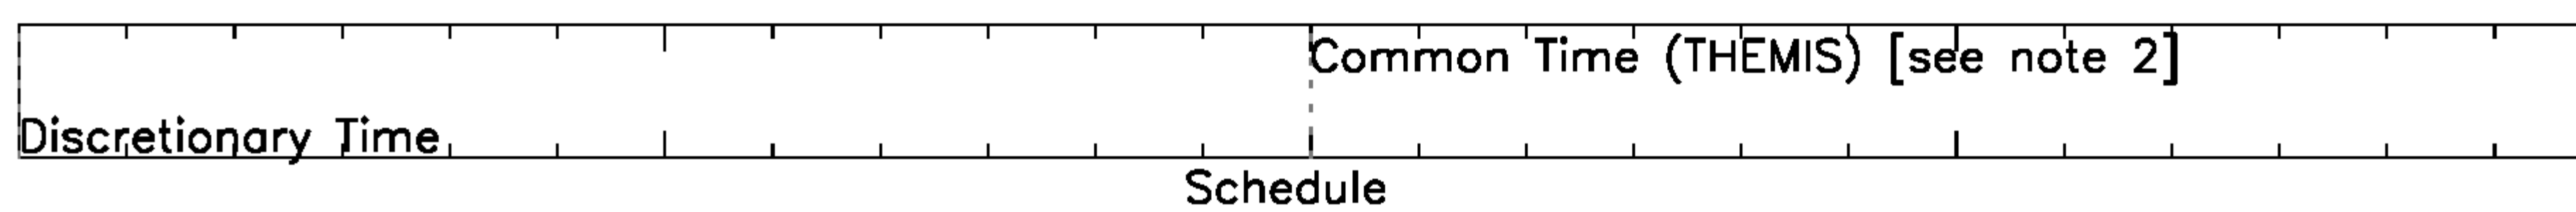 Common Time (THEMIS) [see note 2]
Discretionary Time
Schedule